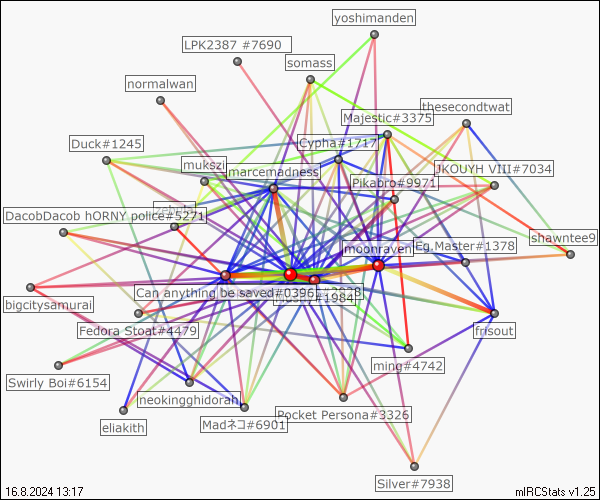 yoshimanden
LPK2387 #7690
somass
normalwan
thesecondtwat
Majestic#3375
Duck#1245
Cypha#1717
mukszi
marcemadness
JKOUYH VIII#7034
Pikabro#9971
DacobDacob hORNY police#5271
shawntee9
moonraven
Eg.Master#1378
Can anything be saved#0396
bigcitysamurai
Fedora Stoat#4479
frisout
ming#4742
Swirly Boi#6154
neokingghidorah
Pocket Persona#3326
Madネコ#6901
eliakith
Silver#7938
16.8.2024 13:17
mIRCStats v1.25